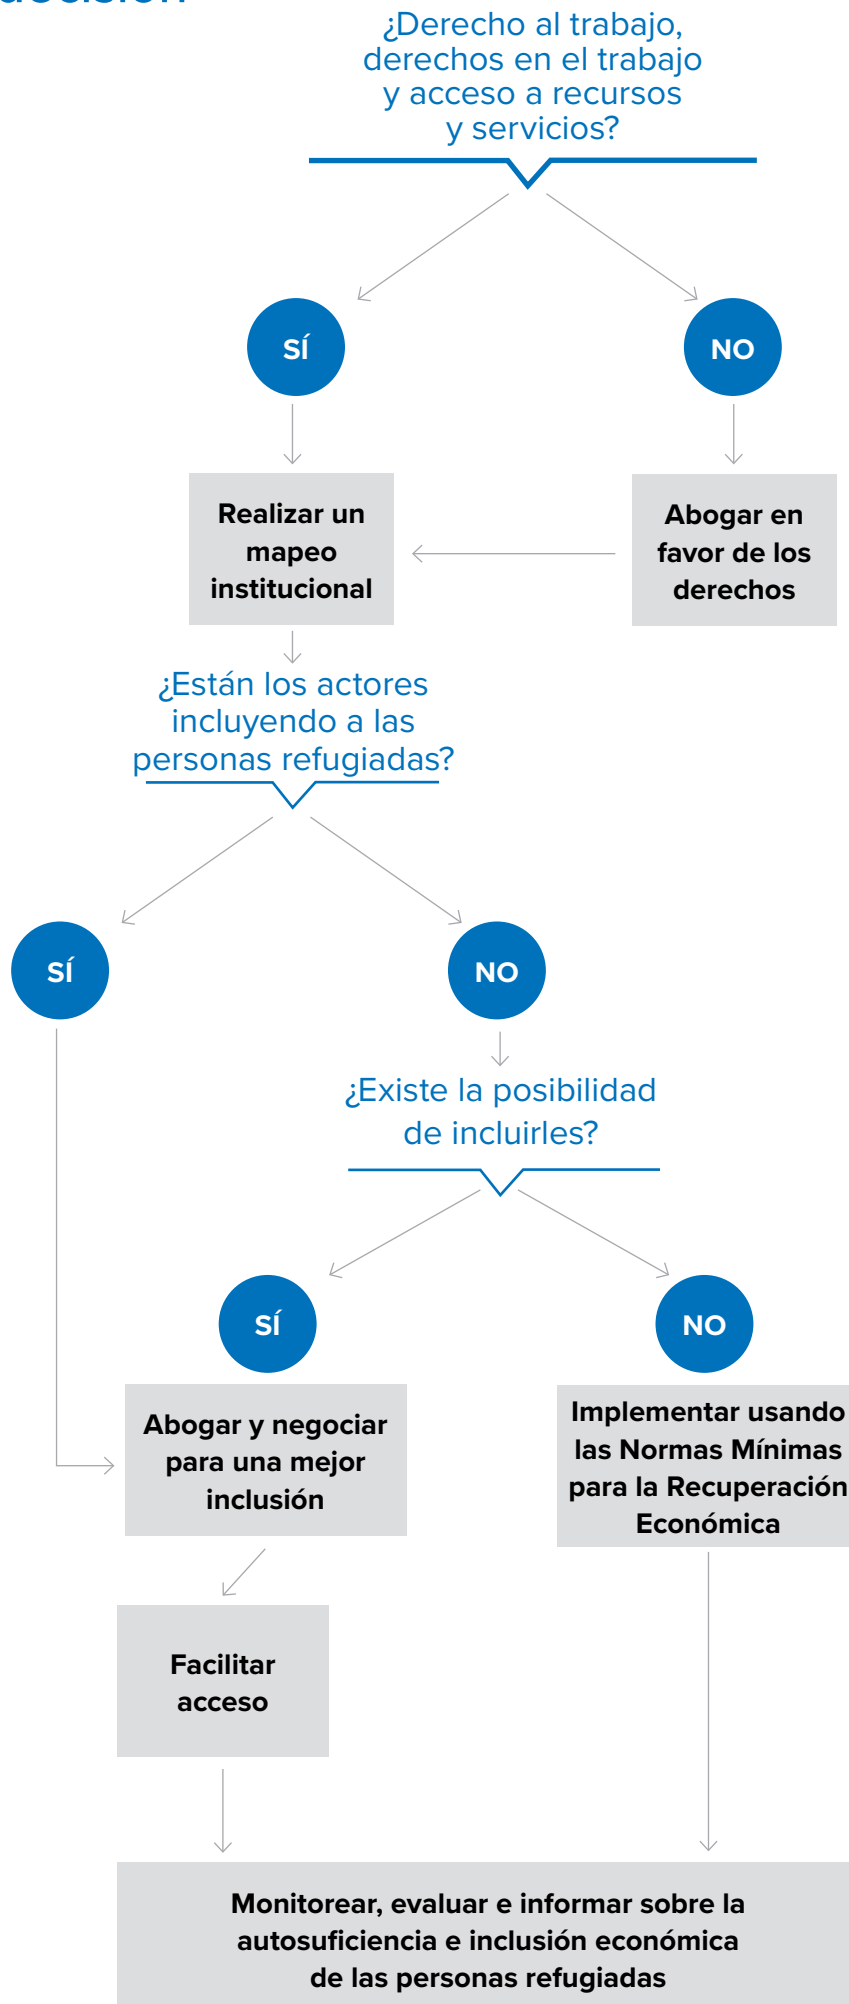 decisión
¿Derecho al trabajo,
derechos en el trabajo
y acceso a recursos
y servicios?
SÍ
NO
Realizar un
mapeo
institucional
Abogar en
favor de los
derechos
¿Están los actores
incluyendo a las
personas refugiadas?
SÍ
NO
¿Existe la posibilidad
de incluirles?
SÍ
NO
Abogar y negociar
para una mejor
inclusión
Implementar usando
las Normas Mínimas
para la Recuperación
Económica
Facilitar
acceso
Monitorear, evaluar e informar sobre la
autosuficiencia e inclusión económica
de las personas refugiadas